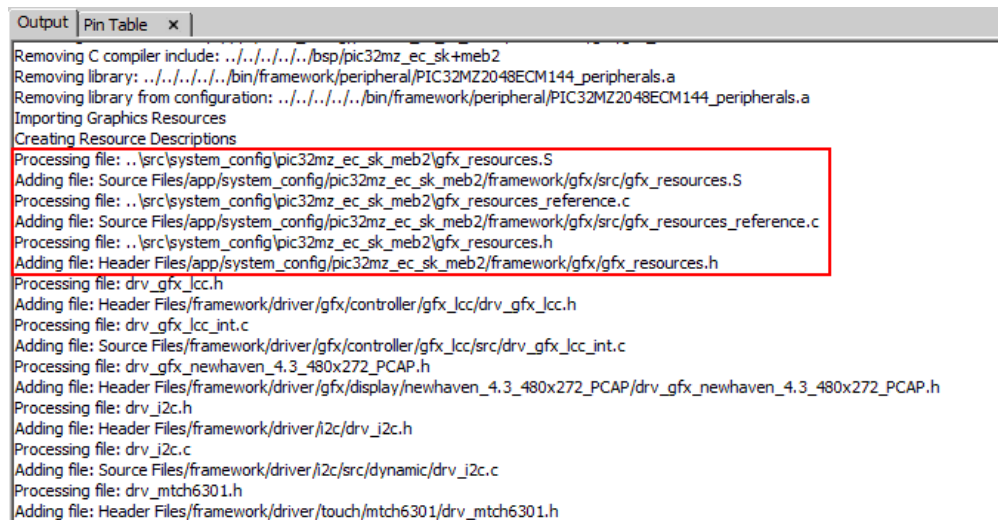 Output Pin Table x
Removing C compiler include: ../../../../../bsp/pic32mz_ec_sk+meb2
Removing library: ../../../../../bin/framework/peripheral/PIC32MZ2048ECM144_peripherals.a
Removing library from configuration: ../../../../../bin/framework/peripheral/PIC32MZ2048ECM144_peripherals.a
Importing Graphics Resources
Creating Resource Descriptions
Processing file: ..\src\system_config\pic32mz_ec_sk_meb2\gfx_resources.S
Adding file: Source Files/app/system_config/pic32mz_ec_sk_meb2/framework/gfx/src/gfx_resources.S
Processing file: ..\src\system_config\pic32mz_ec_sk_meb2\gfx_resources_reference.c
Adding file: Source Files/app/system_config/pic32mz_ec_sk_meb2/framework/gfx/src/gfx_resources_reference.c
Processing file: ..\src\system_config\pic32mz_ec_sk_meb2\gfx_resources.h
Adding file: Header Files/app/system_config/pic32mz_ec_sk_meb2/framework/gfx/gfx_resources.h
Processing file: drv_gfx_lcc.h
Adding file: Header Files/framework/driver/gfx/controller/gfx_lcc/drv_gfx_lcc.h
Processing file: drv_gfx_lcc_int.c
Adding file: Source Files/framework/driver/gfx/controller/gfx_lcc/src/drv_gfx_lcc_int.c
Processing file: drv_gfx_newhaven_4.3_480x272_PCAP.h
Adding file: Header Files/framework/driver/gfx/display/newhaven_4.3_480x272_PCAP/drv_gfx_newhaven_4.3_480x272_PCAP.h
Processing file: drv_i2c.h
Adding file: Header Files/framework/driver/i2c/drv_i2c.h
Processing file: drv_i2c.c
Adding file: Source Files/framework/driver/i2c/src/dynamic/drv_i2c.c
Processing file: drv_mtch6301.h
Adding file: Header Files/framework/driver/touch/mtch6301/drv_mtch6301.h